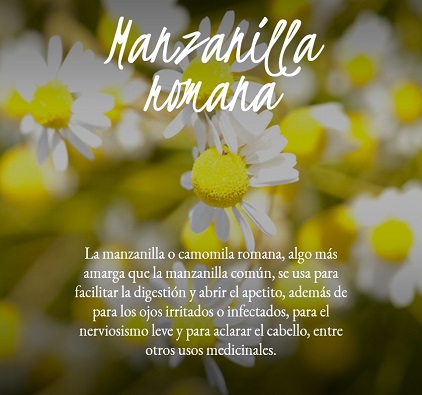 Manzanilla
romana
La manzanilla o camomila romana, algo más
amarga que la manzanilla común, se usa para
facilitar la digestión y abrir el apetito, además de
para los ojos irritados o infectados, para el
nerviosismo leve y para aclarar el cabello, entre
otros usos medicinales.